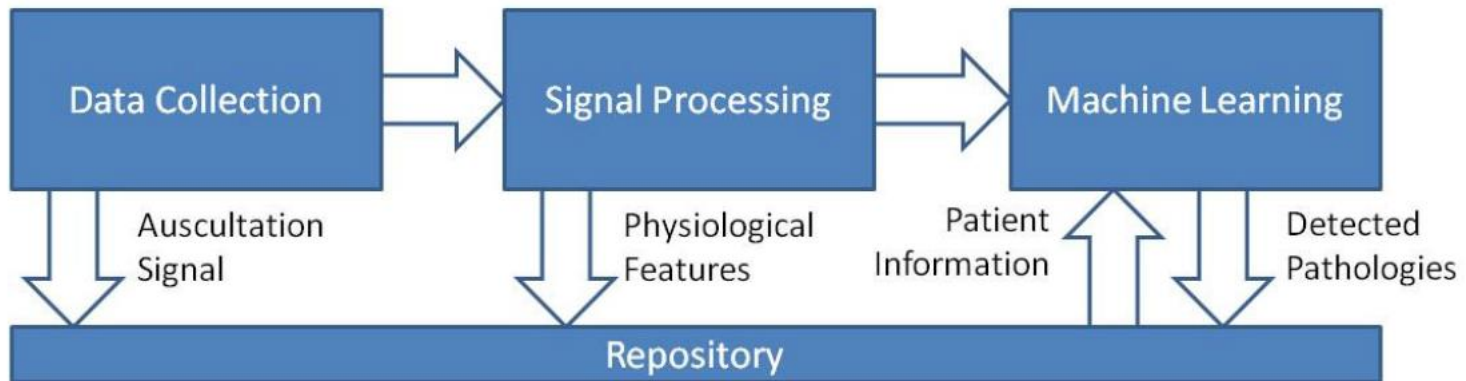 Data Collection
Signal Processing
Machine Learning
Auscultation
Signal
Physiological
Features
Patient
Information
Detected
Pathologies
Repository